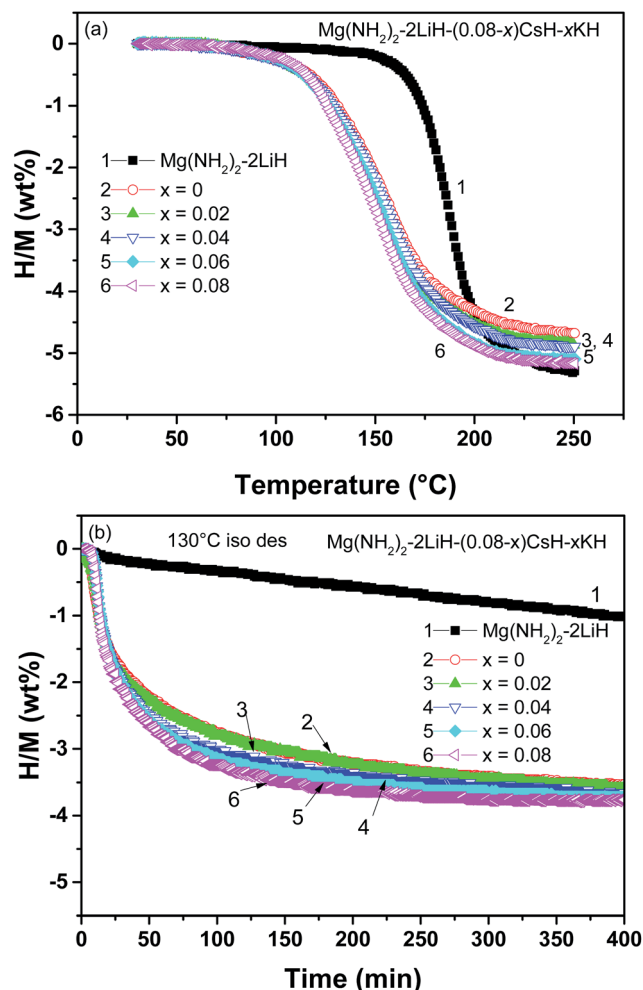 (a)
Mg(NH2)2-2LiH-(0.08-x)CsH-xKH
0
-1
-2
-3
-4
-5
-6
H/M (wt%)
1 Mg(NH2)2-2LiH
2 x = 0
3 x = 0.02
4 x = 0.04
5 x = 0.06
6 x = 0.08
1
2
3, 4
5
6
0 50 100 150 200 250
Temperature (°C)
(b)
130°C iso des
Mg(NH2)2-2LiH-(0.08-x)CsH-xKH
0
-1
-2
-3
-4
-5
H/M (wt%)
1
1 Mg(NH2)2-2LiH
2 x = 0
3 x = 0.02
4 x = 0.04
5 x = 0.06
6 x = 0.08
3
2
6
5
4
0 50 100 150 200 250 300 350 400
Time (min)